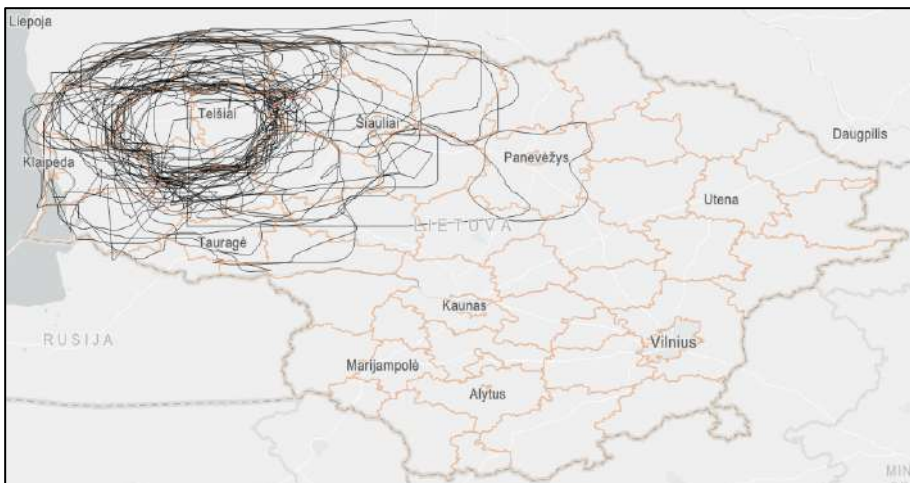 Liepoja
Telšiai
Šiauliai
Daugpilis
Klaipėda
Panevėžys
Utena
LIETUVA
Tauragė
Kaunas
RUSIJA
Vilnius
Marijampolė
Alytus
MIN